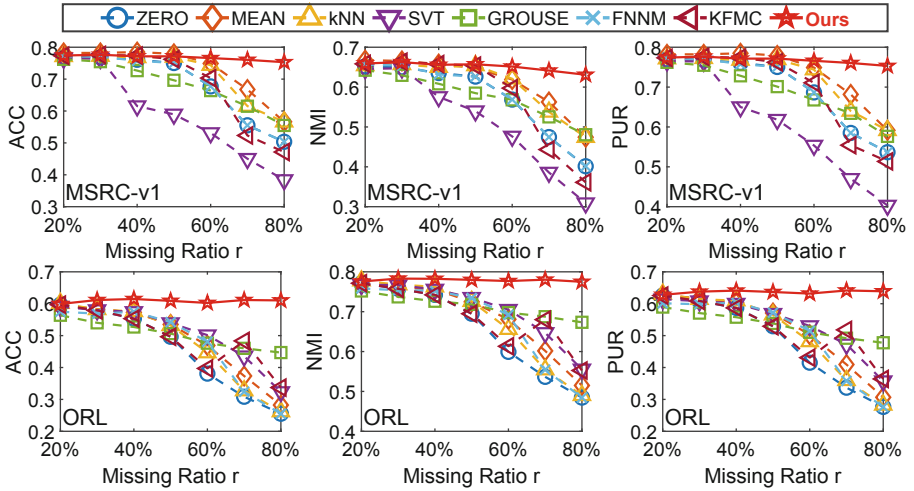 ZERO MEAN kNN SVT GROUSE FNNM KFMC Ours
0.8 0.7 0.6 0.5 0.4 0.3
ACC
MSRC-v1
20% 30% 40% 50% 60% 70% 80%
Missing Ratio r
0.7 0.6 0.5 0.4 0.3
NMI
MSRC-v1
20% 30% 40% 50% 60% 70% 80%
Missing Ratio r
0.8 0.7 0.6 0.5 0.4
PUR
MSRC-v1
20% 30% 40% 50% 60% 70% 80%
Missing Ratio r
0.7 0.6 0.5 0.4 0.3 0.2
ACC
ORL
20% 30% 40% 50% 60% 70% 80%
Missing Ratio r
0.8 0.7 0.6 0.5 0.4
NMI
ORL
20% 30% 40% 50% 60% 70% 80%
Missing Ratio r
0.7 0.6 0.5 0.4 0.3 0.2
PUR
ORL
20% 30% 40% 50% 60% 70% 80%
Missing Ratio r